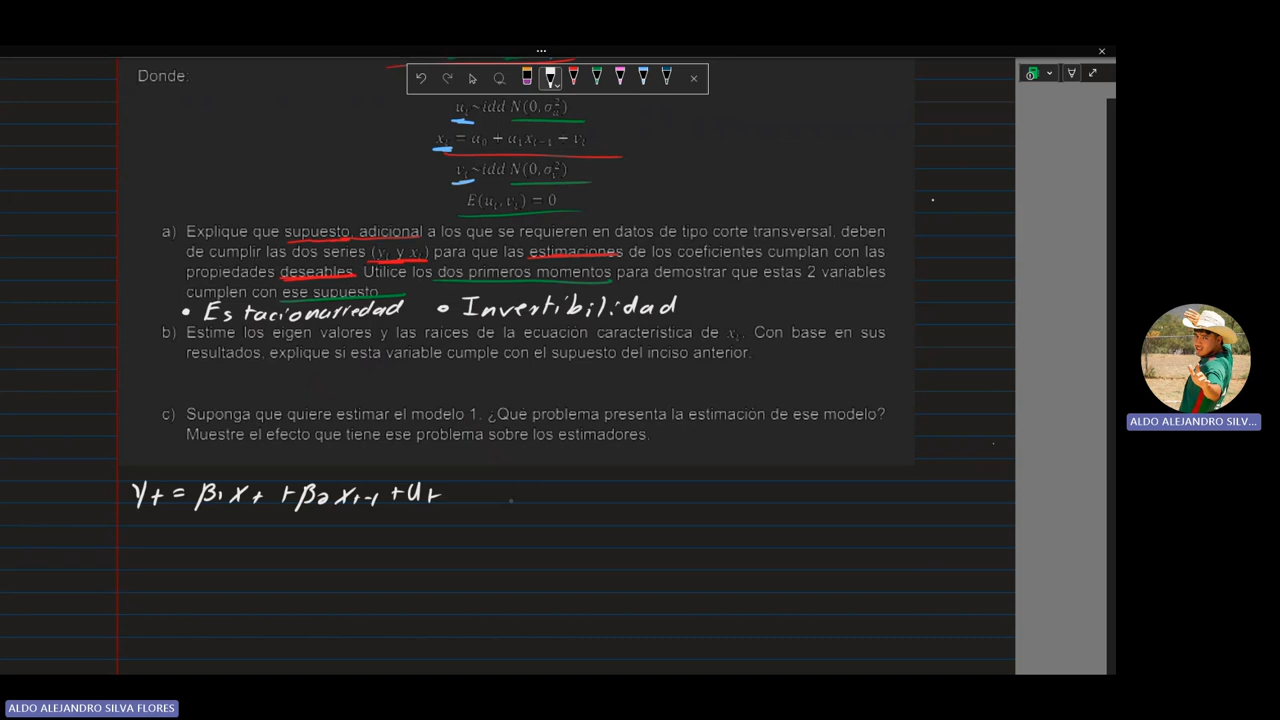 Donde:
u_t~idd N(0,σ_u^2)
x_t = α_0 + α_1x_{t-1} + v_t
v_t~idd N(0,σ_v^2)
E(u_t, v_t) = 0
a) Explique que supuesto, adicional a los que se requieren en datos de tipo corte transversal, deben
de cumplir las dos series (y_t y x_t) para que las estimaciones de los coeficientes cumplan con las
propiedades deseables. Utilice los dos primeros momentos para demostrar que estas 2 variables
cumplen con ese supuesto.
• Estacionariedad • Invertibilidad
b) Estime los eigen valores y las raíces de la ecuación característica de x_t. Con base en sus
resultados, explique si esta variable cumple con el supuesto del inciso anterior.
c) Suponga que quiere estimar el modelo 1. ¿Qué problema presenta la estimación de ese modelo?
Muestre el efecto que tiene ese problema sobre los estimadores.
y_t = β_1 x_t + β_2 x_{t-1} + u_t
ALDO ALEJANDRO SILV...
ALDO ALEJANDRO SILVA FLORES